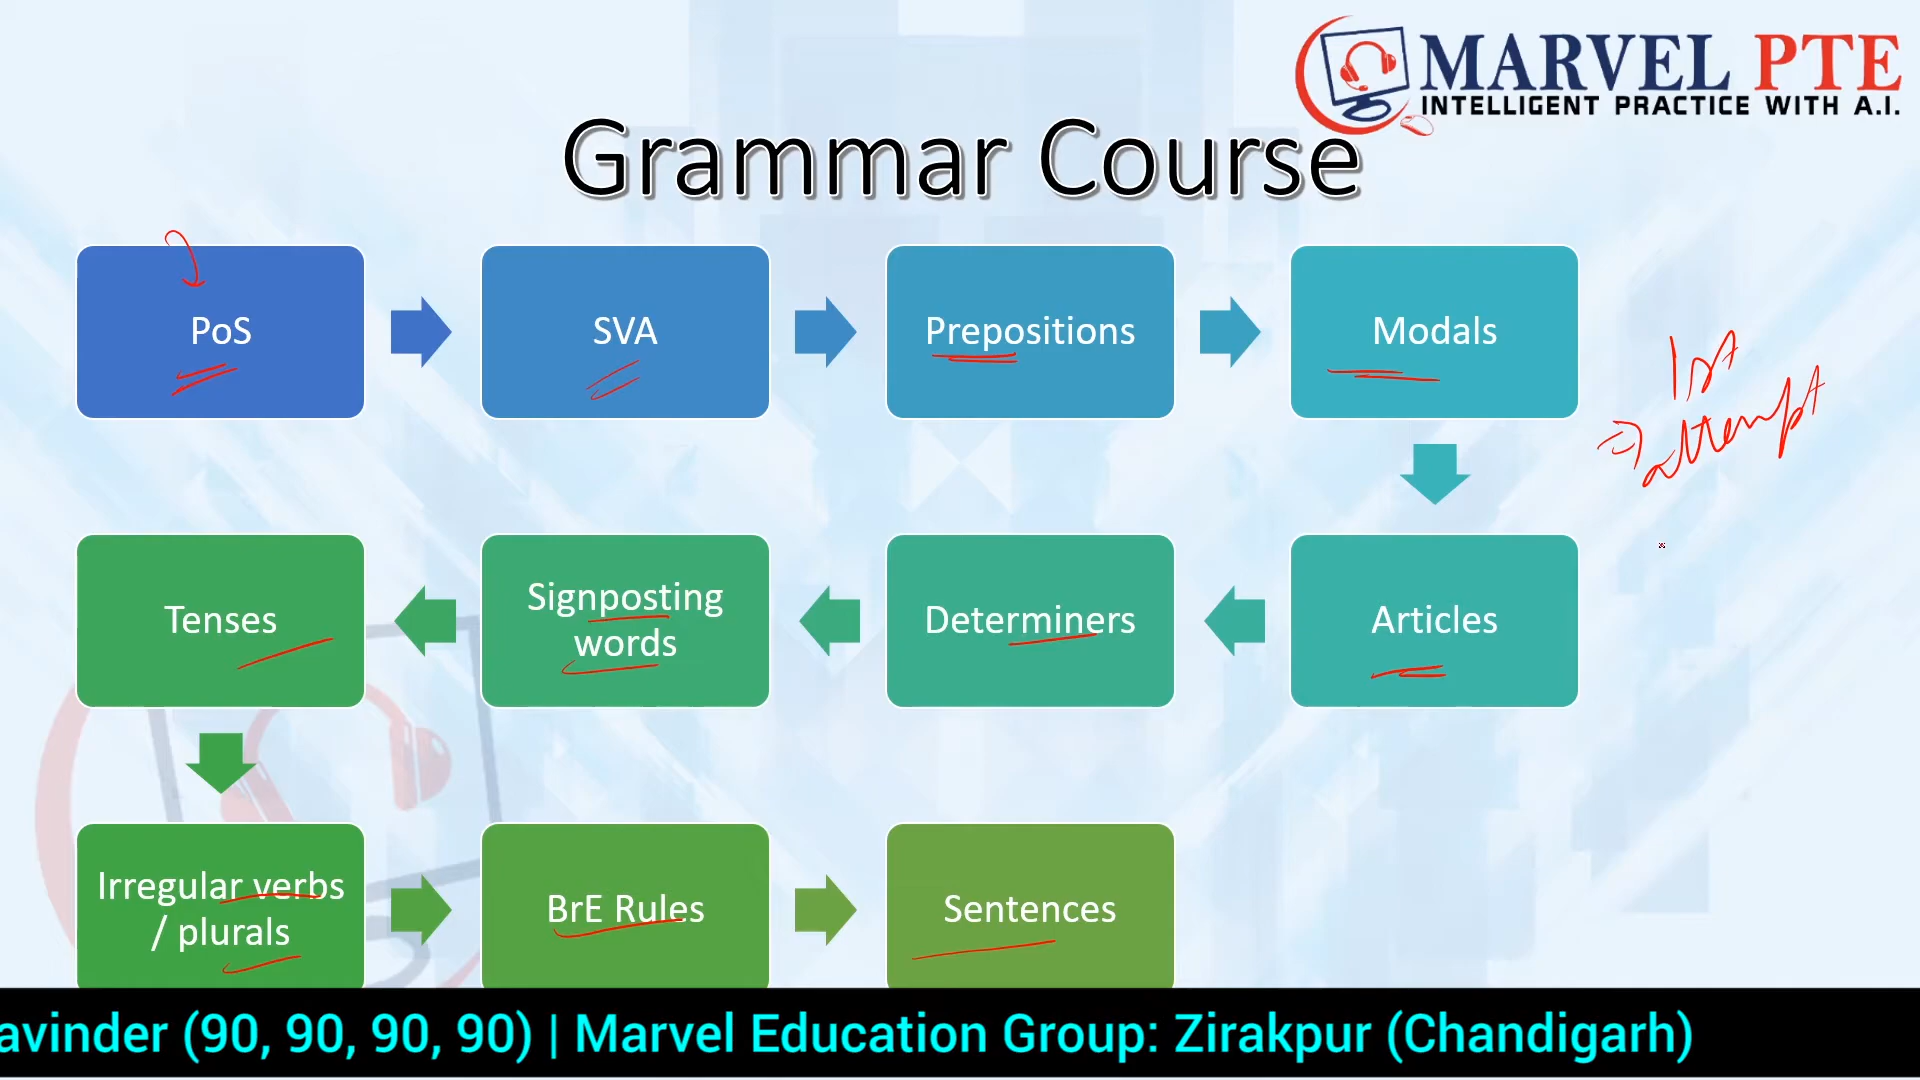 MARVEL PTE
INTELLIGENT PRACTICE WITH A.I.
Grammar Course
PoS
SVA
Prepositions
Modals
1st
attempt
Tenses
Signposting
words
Determiners
Articles
Irregular verbs
/ plurals
BrE Rules
Sentences
avinder (90, 90, 90, 90) | Marvel Education Group: Zirakpur (Chandigarh)